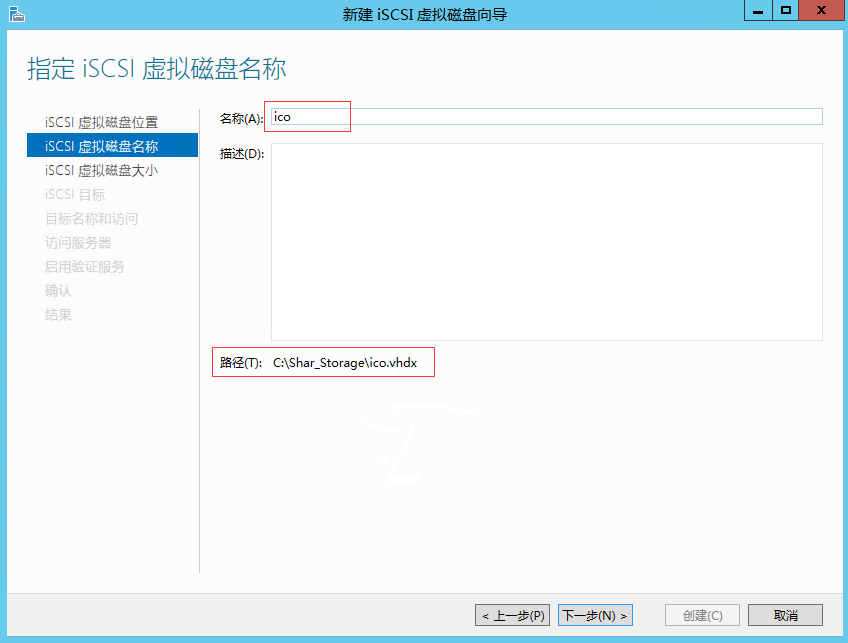 新建 iSCSI 虚拟磁盘向导
指定 iSCSI 虚拟磁盘名称
iSCSI 虚拟磁盘位置
iSCSI 虚拟磁盘名称
iSCSI 虚拟磁盘大小
iSCSI 目标
目标名称和访问
访问服务器
启用验证服务
确认
结果
名称(A): ico
描述(D):
路径(T): C:\Shar_Storage\ico.vhdx
< 上一步(P) 下一步(N) > 创建(C) 取消